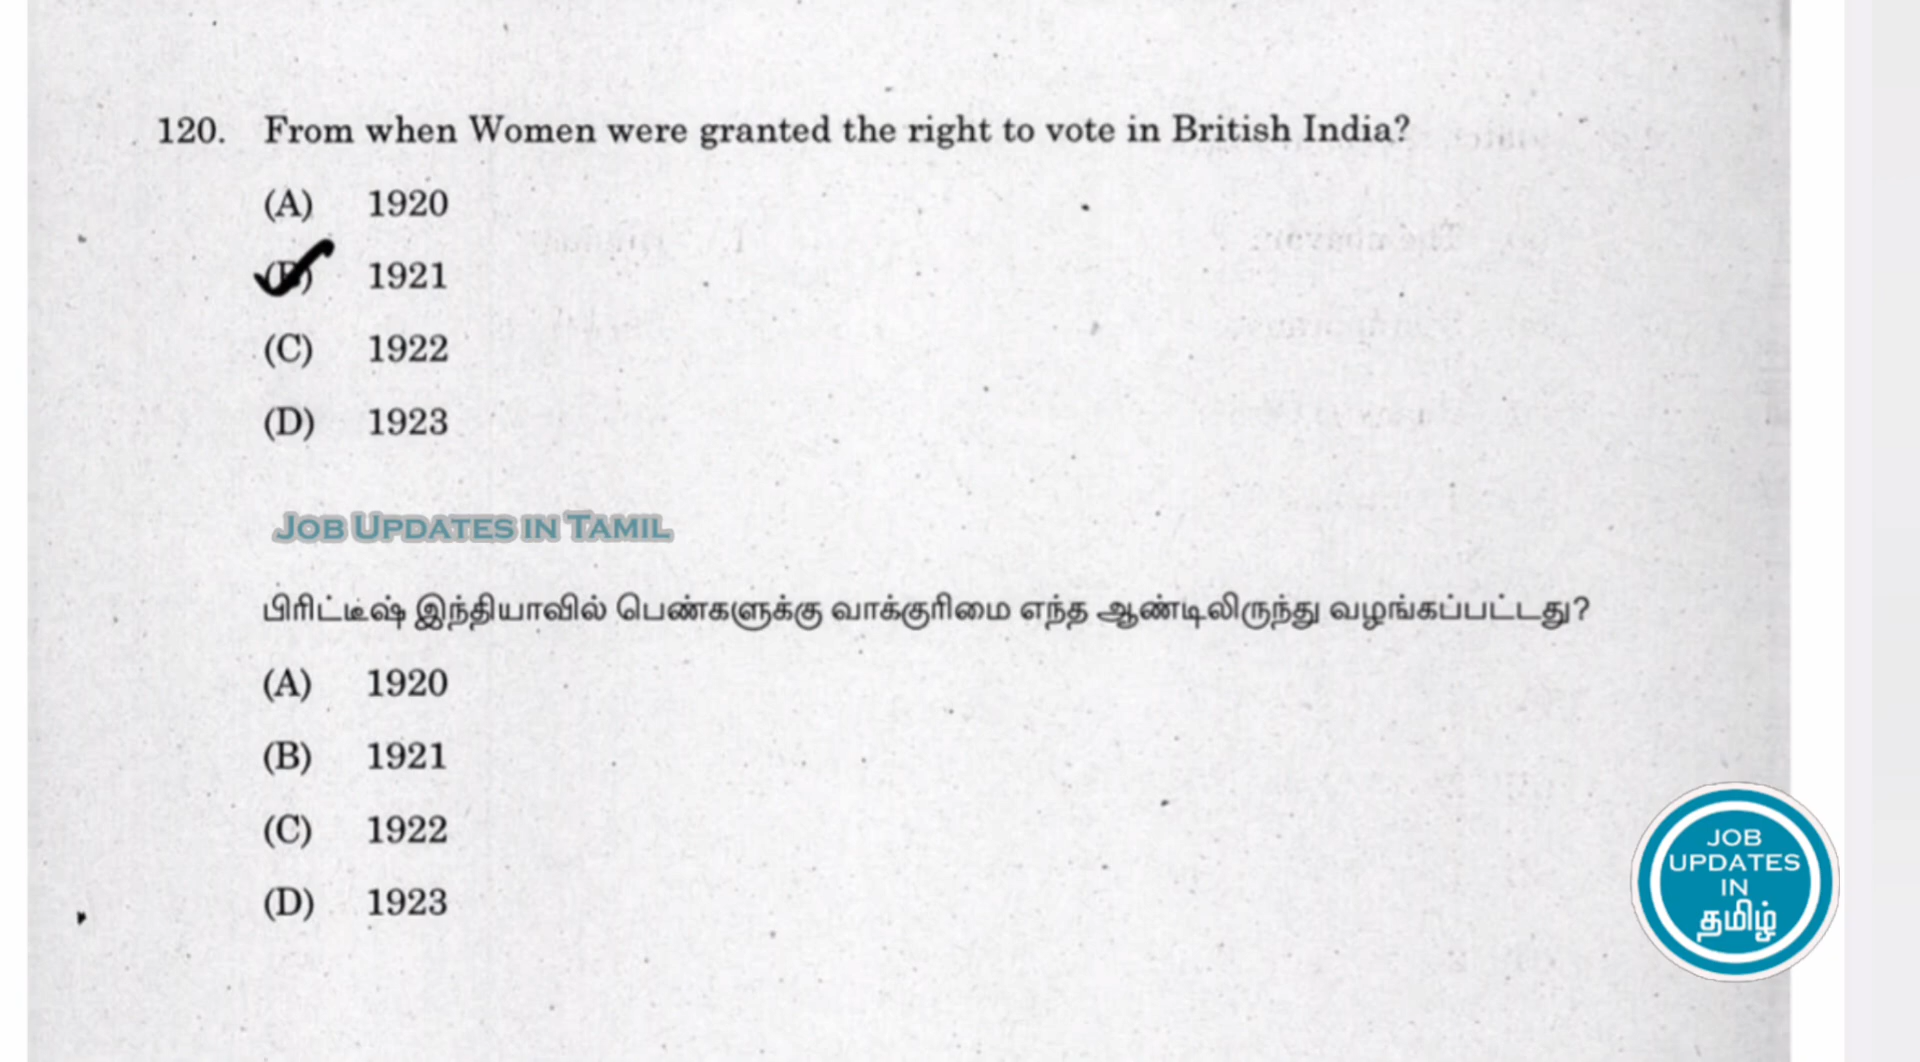 120. From when Women were granted the right to vote in British India?
(A) 1920
(B) 1921
(C) 1922
(D) 1923
JOB UPDATES IN TAMIL
பிரிட்டீஷ் இந்தியாவில் பெண்களுக்கு வாக்குரிமை எந்த ஆண்டிலிருந்து வழங்கப்பட்டது?
(A) 1920
(B) 1921
(C) 1922
(D) 1923
JOB
UPDATES
IN
தமிழ்